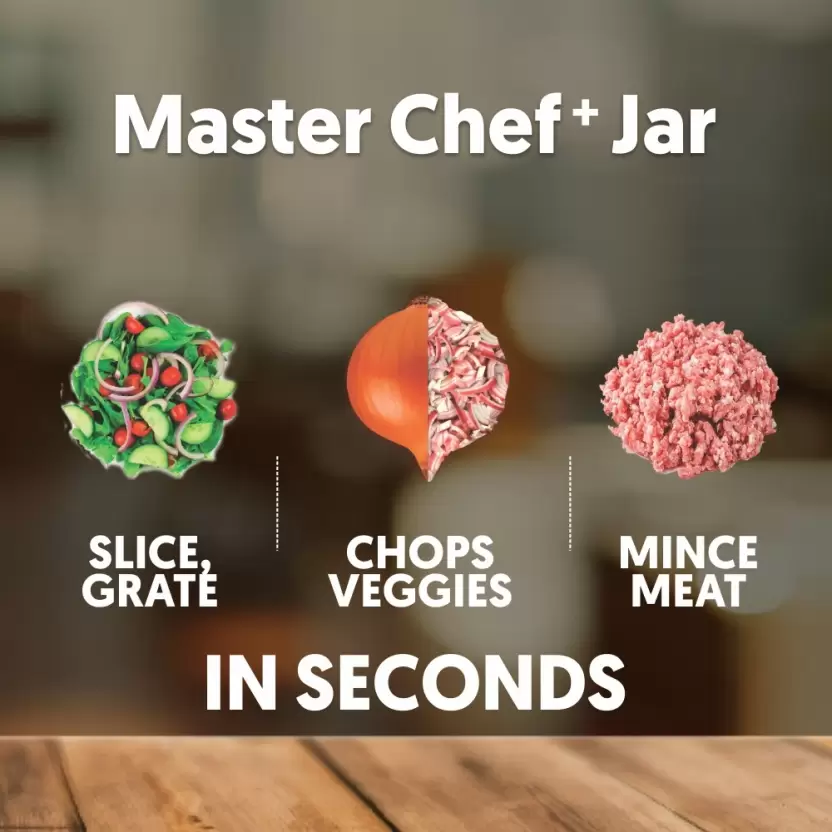 Master Chef⁺ Jar
SLICE,
GRATE
CHOPS
VEGGIES
MINCE
MEAT
IN SECONDS